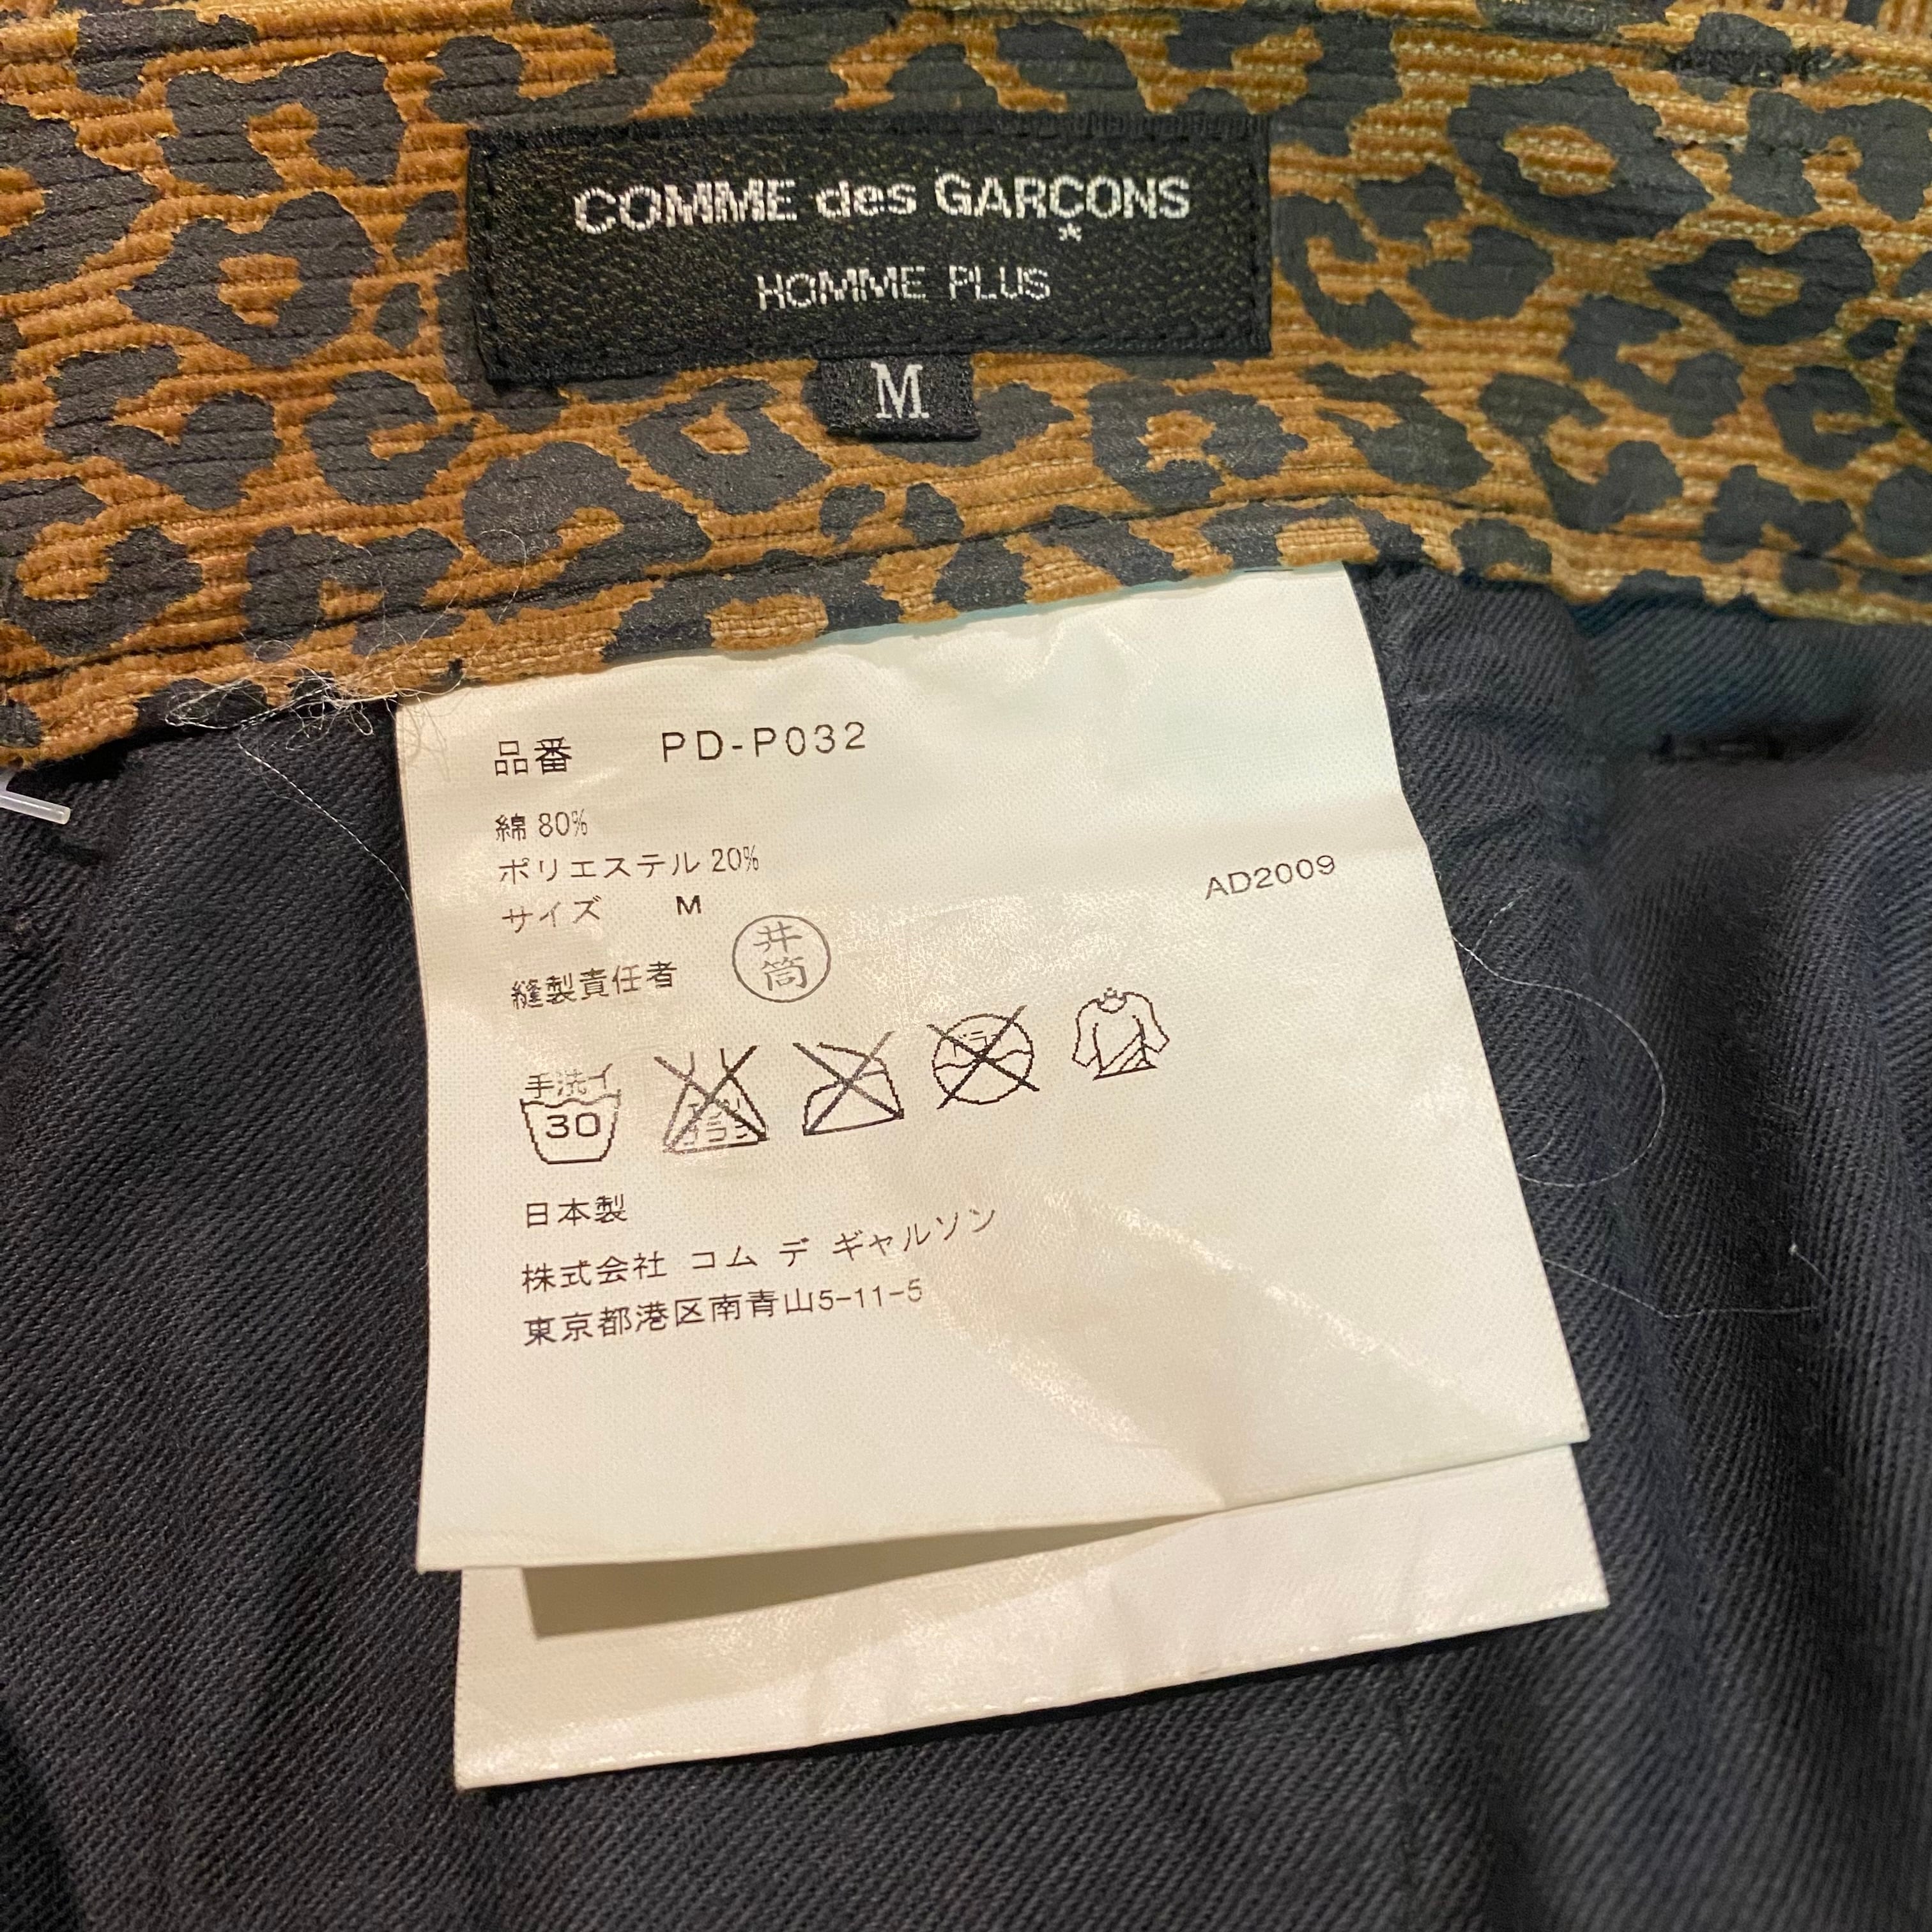 COMME des GARÇONS
HOMME PLUS
M
品番 PD-P032
綿 80%
ポリエステル 20%
サイズ M
AD2009
縫製責任者 井筒
手洗イ
30
日本製
株式会社 コム デ ギャルソン
東京都港区南青山5-11-5